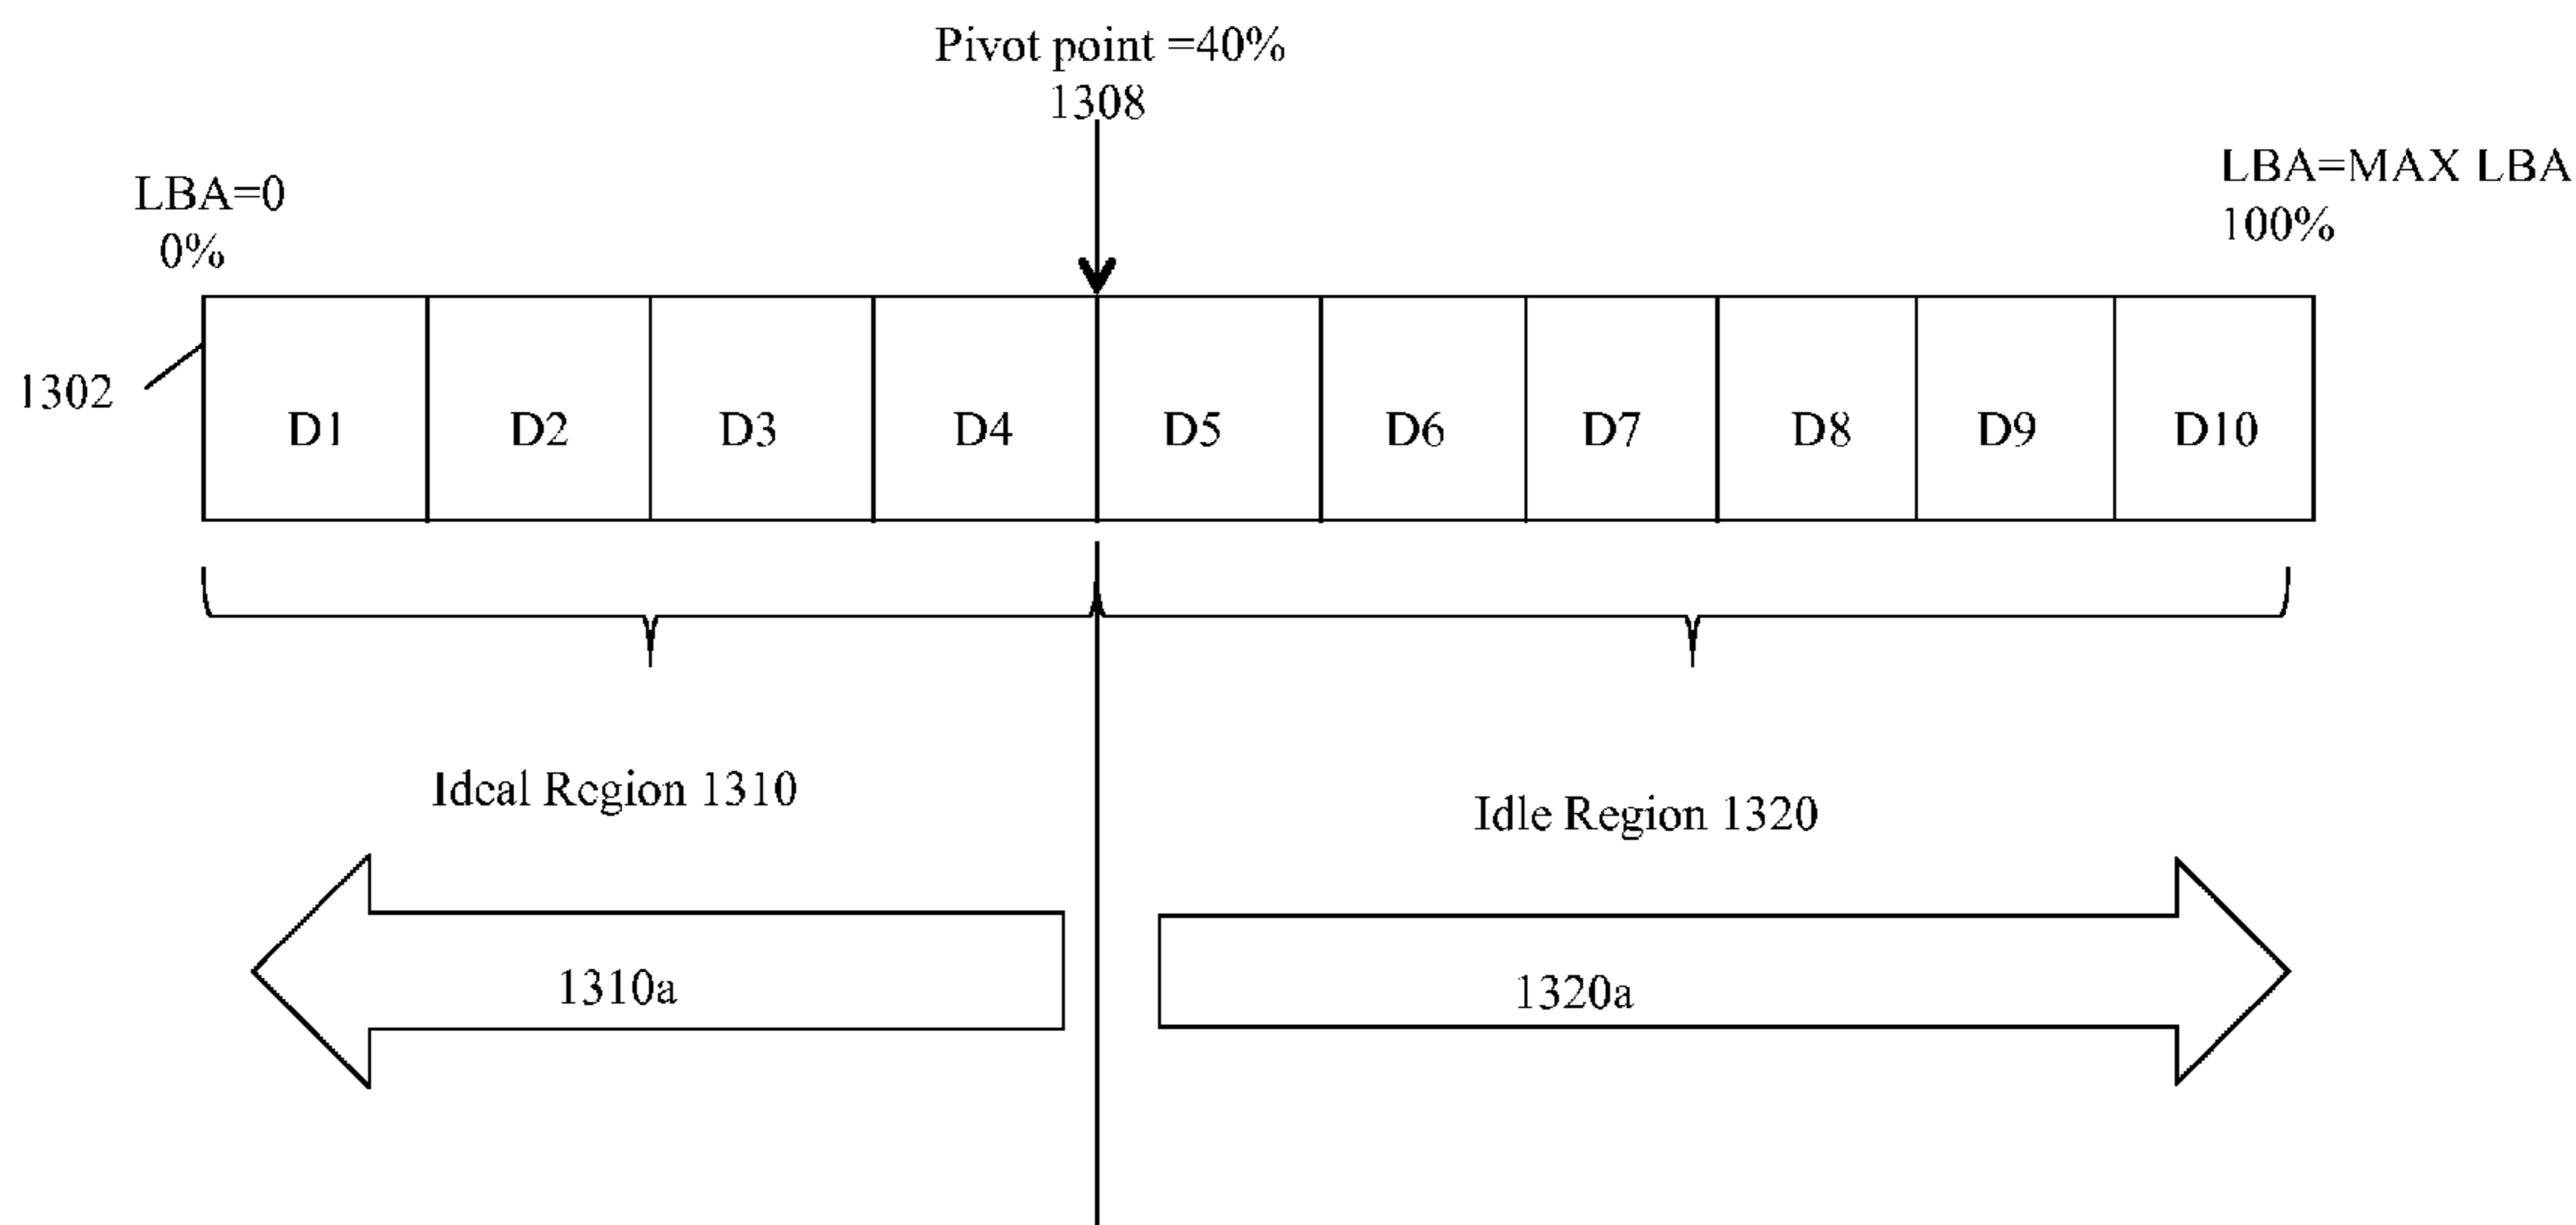 Pivot point =40%
1308
LBA=MAX LBA
100%
LBA=0
0%
1302
D1 D2 D3 D4 D5 D6 D7 D8 D9 D10
Ideal Region 1310
Idle Region 1320
1310a
1320a